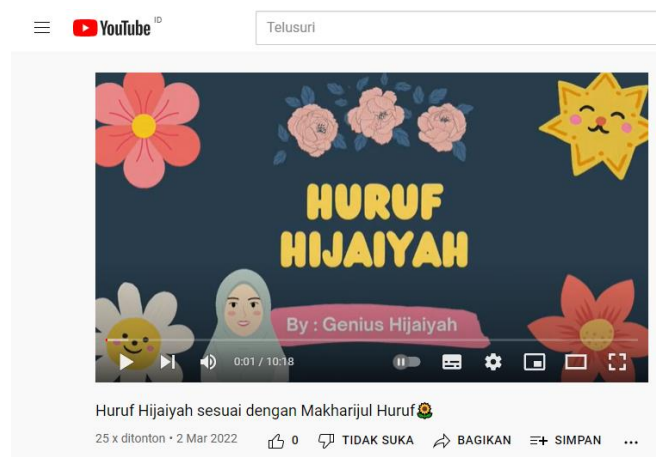 YouTube ID
Telusuri
HURUF
HIJAIYAH
By : Genius Hijaiyah
0:01 / 10:18
Huruf Hijaiyah sesuai dengan Makharijul Huruf🌻
25 x ditonton • 2 Mar 2022 0 TIDAK SUKA BAGIKAN SIMPAN ...